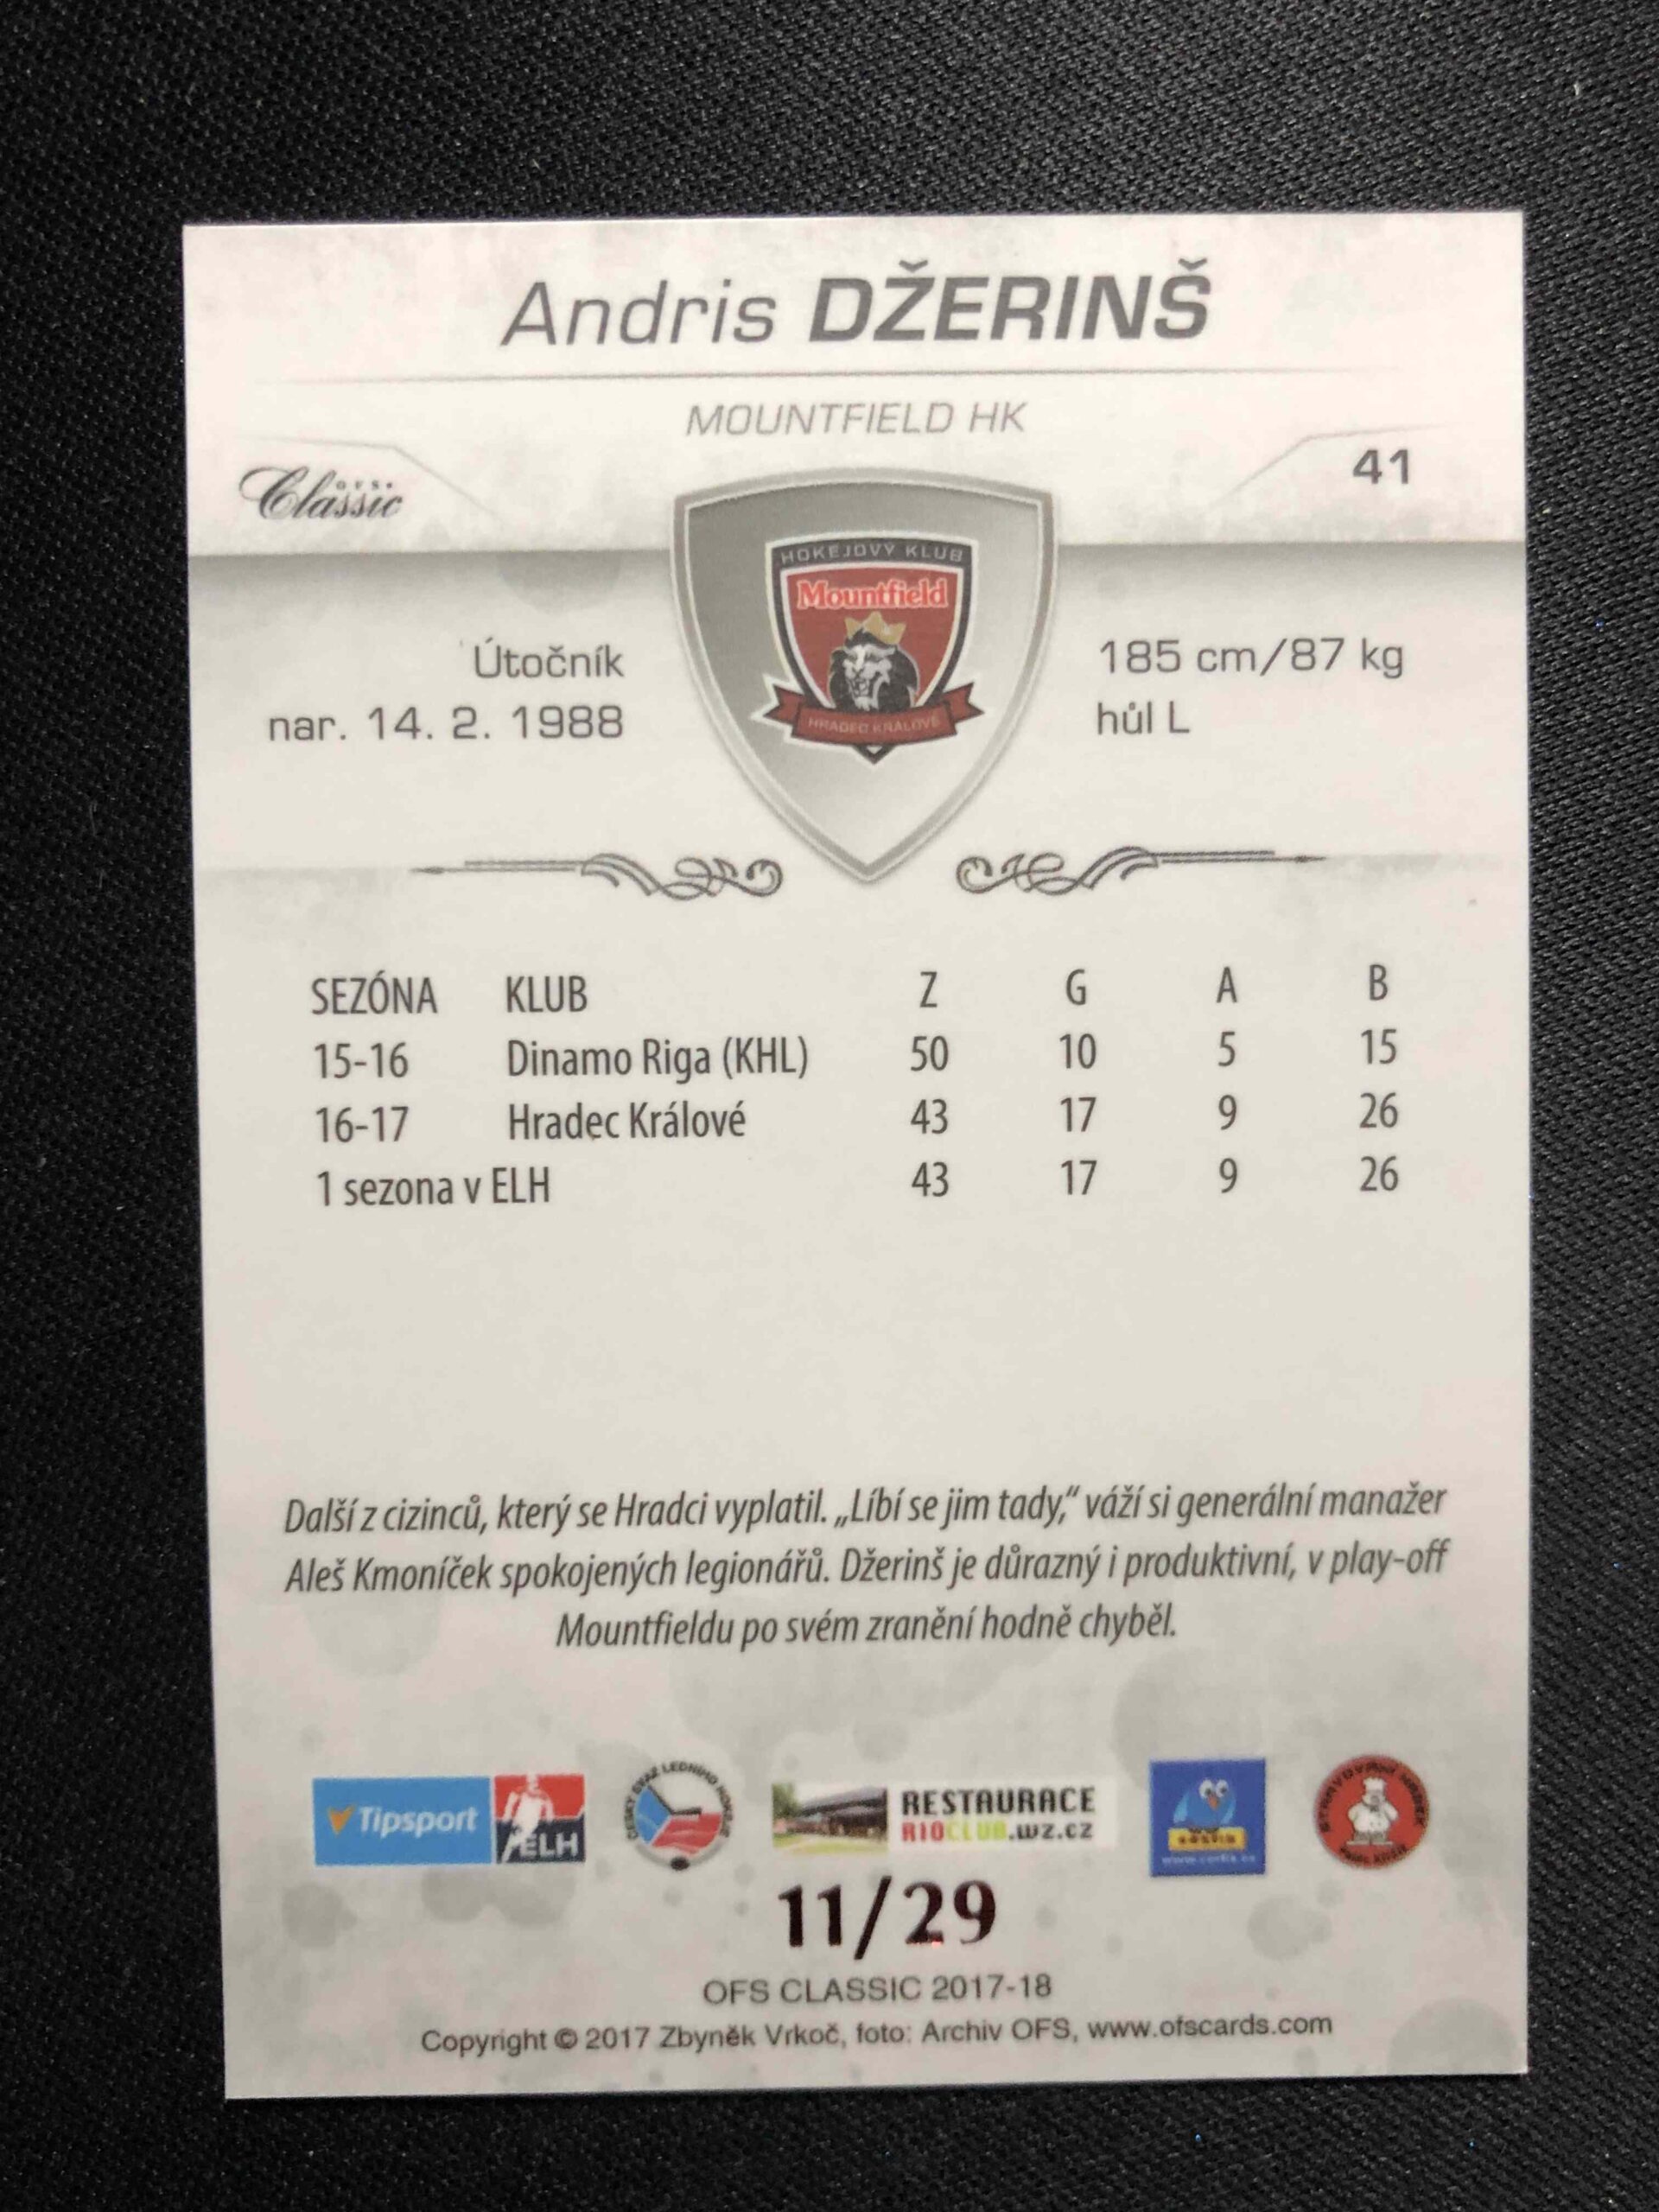 Andris DŽERINŠ
MOUNTFIELD HK
O.F.S.
Classic
41
HOKEJOVÝ KLUB
Mountfield
HRADEC KRÁLOVÉ
Útočník
nar. 14. 2. 1988
185 cm/87 kg
hůl L
SEZÓNA KLUB Z G A B
15-16 Dinamo Riga (KHL) 50 10 5 15
16-17 Hradec Králové 43 17 9 26
1 sezona v ELH 43 17 9 26
Další z cizinců, který se Hradci vyplatil. „Líbí se jim tady,“ váží si generální manažer
Aleš Kmoníček spokojených legionářů. Džerinš je důrazný i produktivní, v play-off
Mountfieldu po svém zranění hodně chyběl.
Tipsport
ELH
ČESKÝ SVAZ LEDNÍHO HOKEJE
RESTAURACE
RIOCLUB.wz.cz
11/29
OFS CLASSIC 2017-18
Copyright © 2017 Zbyněk Vrkoč, foto: Archiv OFS, www.ofscards.com